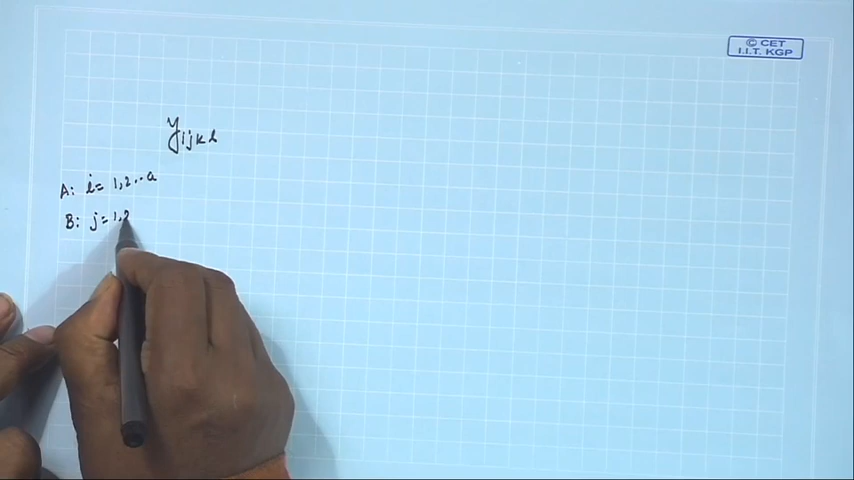 © CET
I.I.T. KGP
yijkl
A: i = 1,2..a
B: j = 1,2